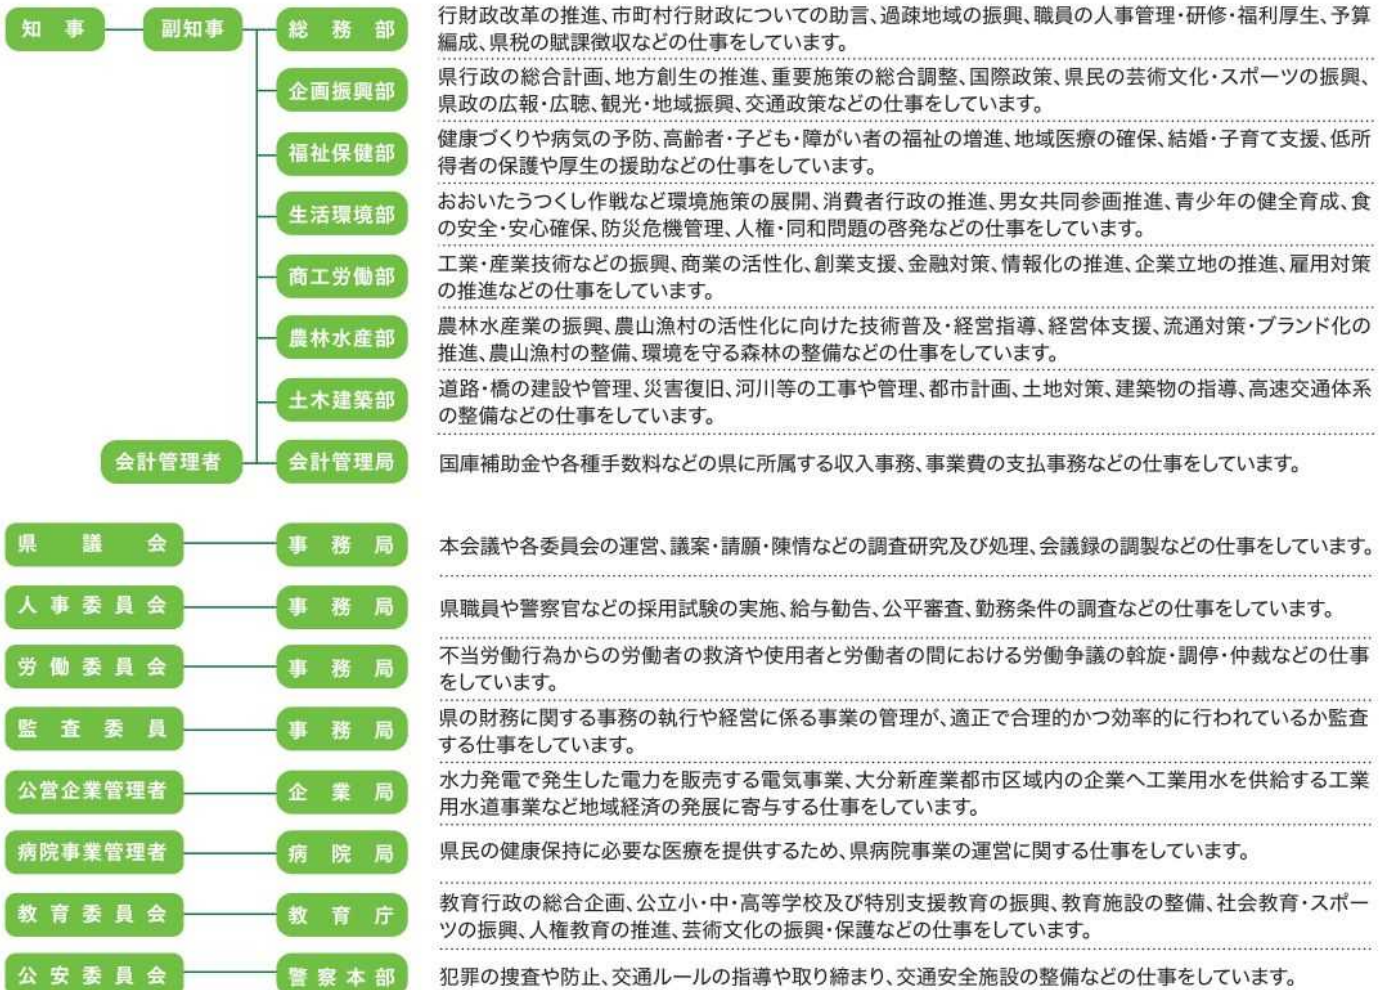 知事 副知事 総務部
行財政改革の推進、市町村行財政についての助言、過疎地域の振興、職員の人事管理・研修・福利厚生、予算
編成、県税の賦課徴収などの仕事をしています。
企画振興部
県行政の総合計画、地方創生の推進、重要施策の総合調整、国際政策、県民の芸術文化・スポーツの振興、
県政の広報・広聴、観光・地域振興、交通政策などの仕事をしています。
福祉保健部
健康づくりや病気の予防、高齢者・子ども・障がい者の福祉の増進、地域医療の確保、結婚・子育て支援、低所
得者の保護や厚生の援助などの仕事をしています。
生活環境部
おおいたうつくし作戦など環境施策の展開、消費者行政の推進、男女共同参画推進、青少年の健全育成、食
の安全・安心確保、防災危機管理、人権・同和問題の啓発などの仕事をしています。
商工労働部
工業・産業技術などの振興、商業の活性化、創業支援、金融対策、情報化の推進、企業立地の推進、雇用対策
の推進などの仕事をしています。
農林水産部
農林水産業の振興、農山漁村の活性化に向けた技術普及・経営指導、経営体支援、流通対策・ブランド化の
推進、農山漁村の整備、環境を守る森林の整備などの仕事をしています。
土木建築部
道路・橋の建設や管理、災害復旧、河川等の工事や管理、都市計画、土地対策、建築物の指導、高速交通体系
の整備などの仕事をしています。
会計管理者 会計管理局
国庫補助金や各種手数料などの県に所属する収入事務、事業費の支払事務などの仕事をしています。
県議会 事務局
本会議や各委員会の運営、議案・請願・陳情などの調査研究及び処理、会議録の調製などの仕事をしています。
人事委員会 事務局
県職員や警察官などの採用試験の実施、給与勧告、公平審査、勤務条件の調査などの仕事をしています。
労働委員会 事務局
不当労働行為からの労働者の救済や使用者と労働者の間における労働争議の斡旋・調停・仲裁などの仕事
をしています。
監査委員 事務局
県の財務に関する事務の執行や経営に係る事業の管理が、適正で合理的かつ効率的に行われているか監査
する仕事をしています。
公営企業管理者 企業局
水力発電で発生した電力を販売する電気事業、大分新産業都市区域内の企業へ工業用水を供給する工業
用水道事業など地域経済の発展に寄与する仕事をしています。
病院事業管理者 病院局
県民の健康保持に必要な医療を提供するため、県病院事業の運営に関する仕事をしています。
教育委員会 教育庁
教育行政の総合企画、公立小・中・高等学校及び特別支援教育の振興、教育施設の整備、社会教育・スポー
ツの振興、人権教育の推進、芸術文化の振興・保護などの仕事をしています。
公安委員会 警察本部
犯罪の捜査や防止、交通ルールの指導や取り締まり、交通安全施設の整備などの仕事をしています。